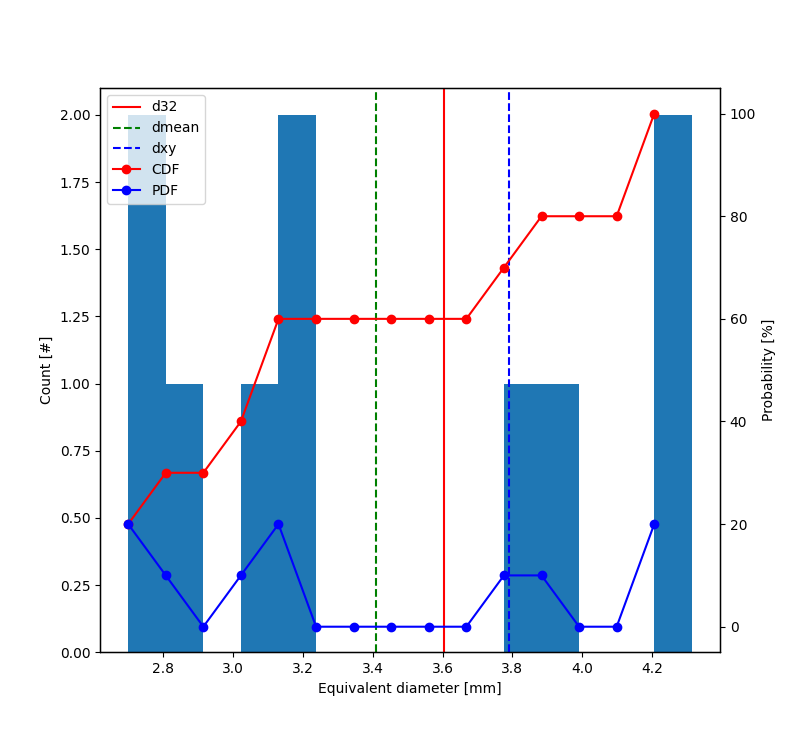 d32
dmean
dxy
CDF
PDF
2.00
1.75
1.50
1.25
1.00
0.75
0.50
0.25
0.00
Count [#]
100
80
60
40
20
0
Probability [%]
2.8 3.0 3.2 3.4 3.6 3.8 4.0 4.2
Equivalent diameter [mm]